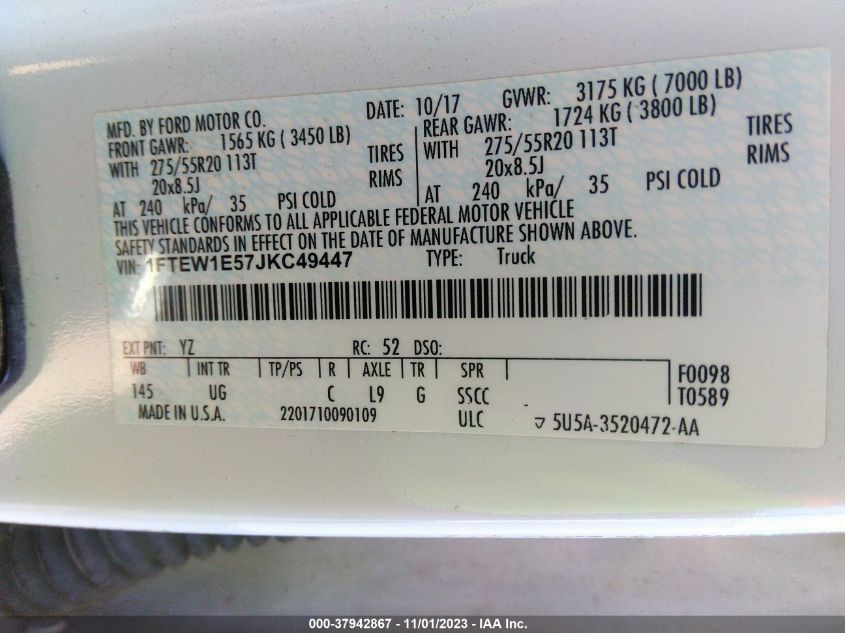 MFD. BY FORD MOTOR CO. DATE: 10/17 GVWR: 3175 KG ( 7000 LB)
FRONT GAWR: 1565 KG ( 3450 LB) REAR GAWR: 1724 KG ( 3800 LB)
WITH 275/55R20 113T TIRES WITH 275/55R20 113T TIRES
20x8.5J RIMS 20x8.5J RIMS
AT 240 kPa/ 35 PSI COLD AT 240 kPa/ 35 PSI COLD
THIS VEHICLE CONFORMS TO ALL APPLICABLE FEDERAL MOTOR VEHICLE
SAFETY STANDARDS IN EFFECT ON THE DATE OF MANUFACTURE SHOWN ABOVE.
VIN: 1FTEW1E57JKC49447 TYPE: Truck
EXT PNT: YZ RC: 52 DSO:
WB INT TR TP/PS R AXLE TR SPR F0098
145 UG C L9 G SSCC T0589
MADE IN U.S.A. 2201710090109 ULC 5U5A-3520472-AA
000-37942867 - 11/01/2023 - IAA Inc.